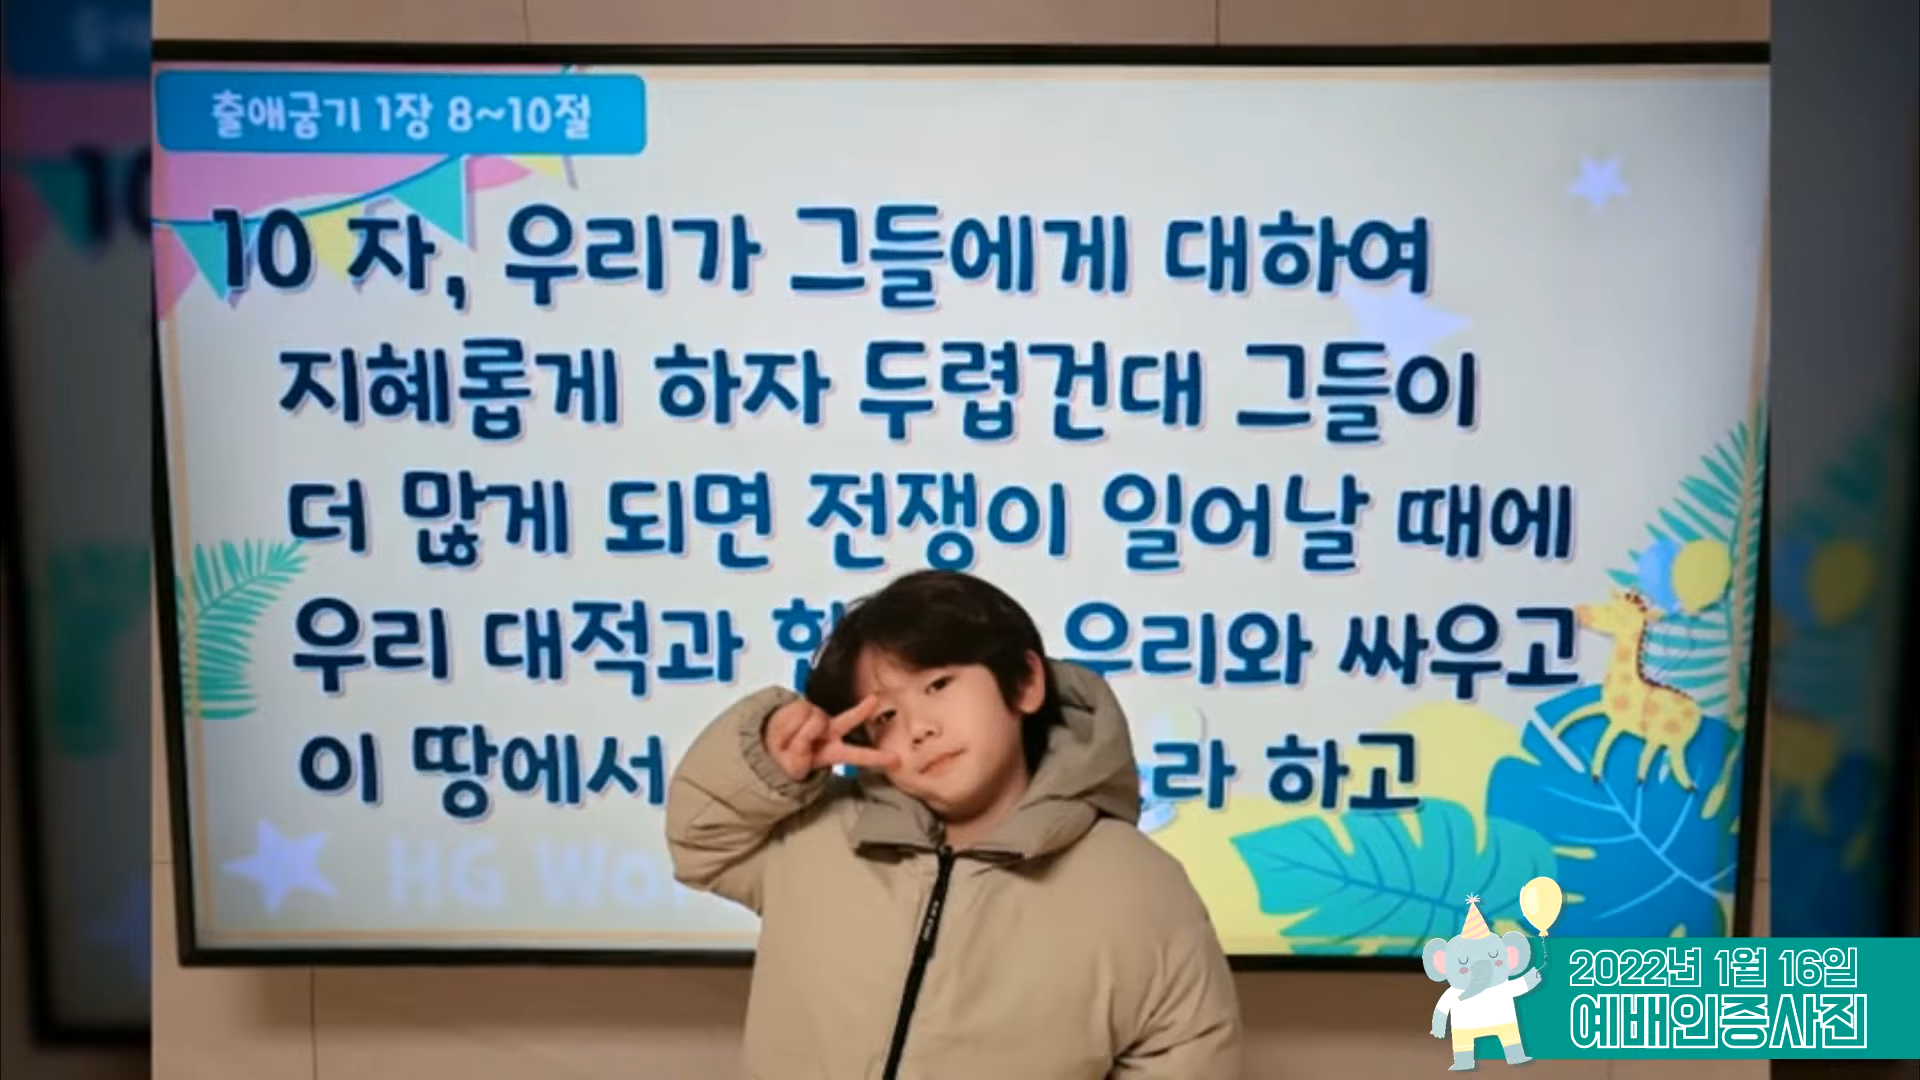 출애굽기 1장 8~10절
10 자, 우리가 그들에게 대하여
지혜롭게 하자 두렵건대 그들이
더 많게 되면 전쟁이 일어날 때에
우리 대적과 우리와 싸우고
이 땅에서 라 하고
HG
2022년 1월 16일
예배인증사진